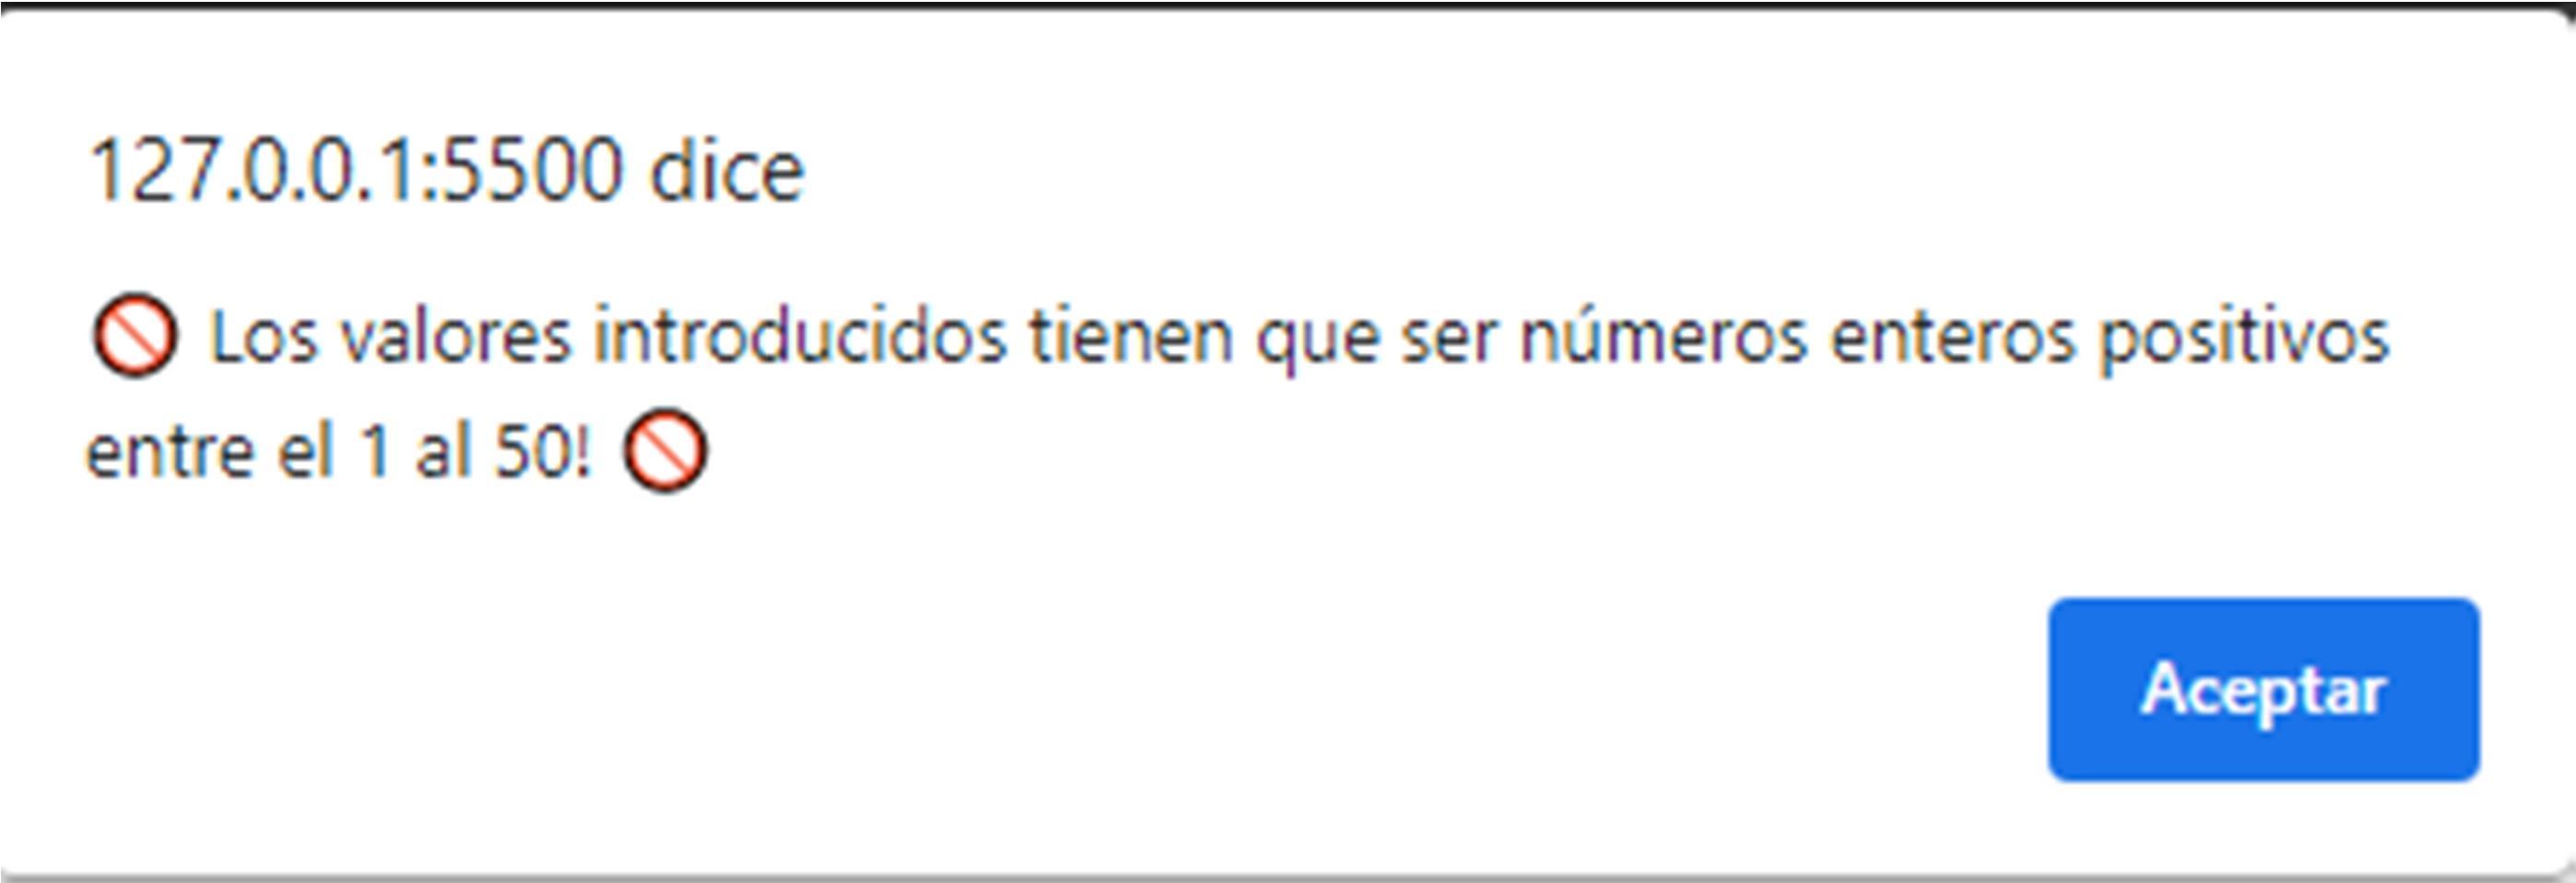 127.0.0.1:5500 dice
🚫 Los valores introducidos tienen que ser números enteros positivos
entre el 1 al 50! 🚫
Aceptar